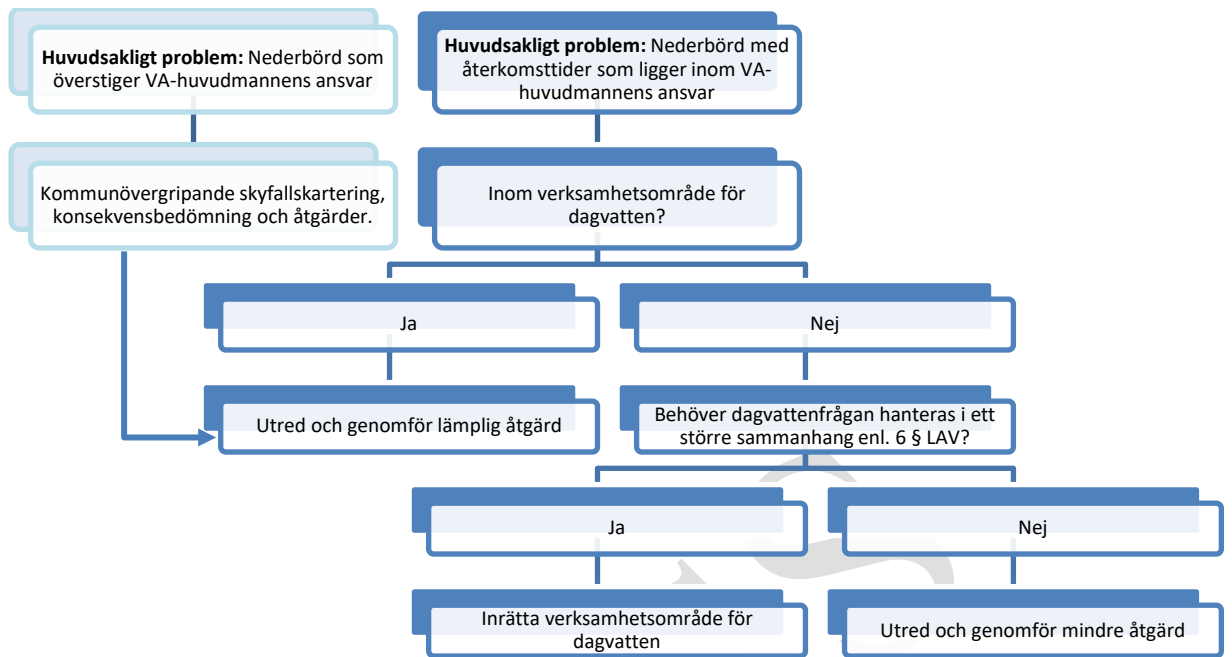 Huvudsakligt problem: Nederbörd som
överstiger VA-huvudmannens ansvar
Huvudsakligt problem: Nederbörd med
återkomsttider som ligger inom VA-
huvudmannens ansvar
Kommunövergripande skyfallskartering,
konsekvensbedömning och åtgärder.
Inom verksamhetsområde för
dagvatten?
Ja
Nej
Utred och genomför lämplig åtgärd
Behöver dagvattenfrågan hanteras i ett
större sammanhang enl. 6 § LAV?
Ja
Nej
Inrätta verksamhetsområde för
dagvatten
Utred och genomför mindre åtgärd